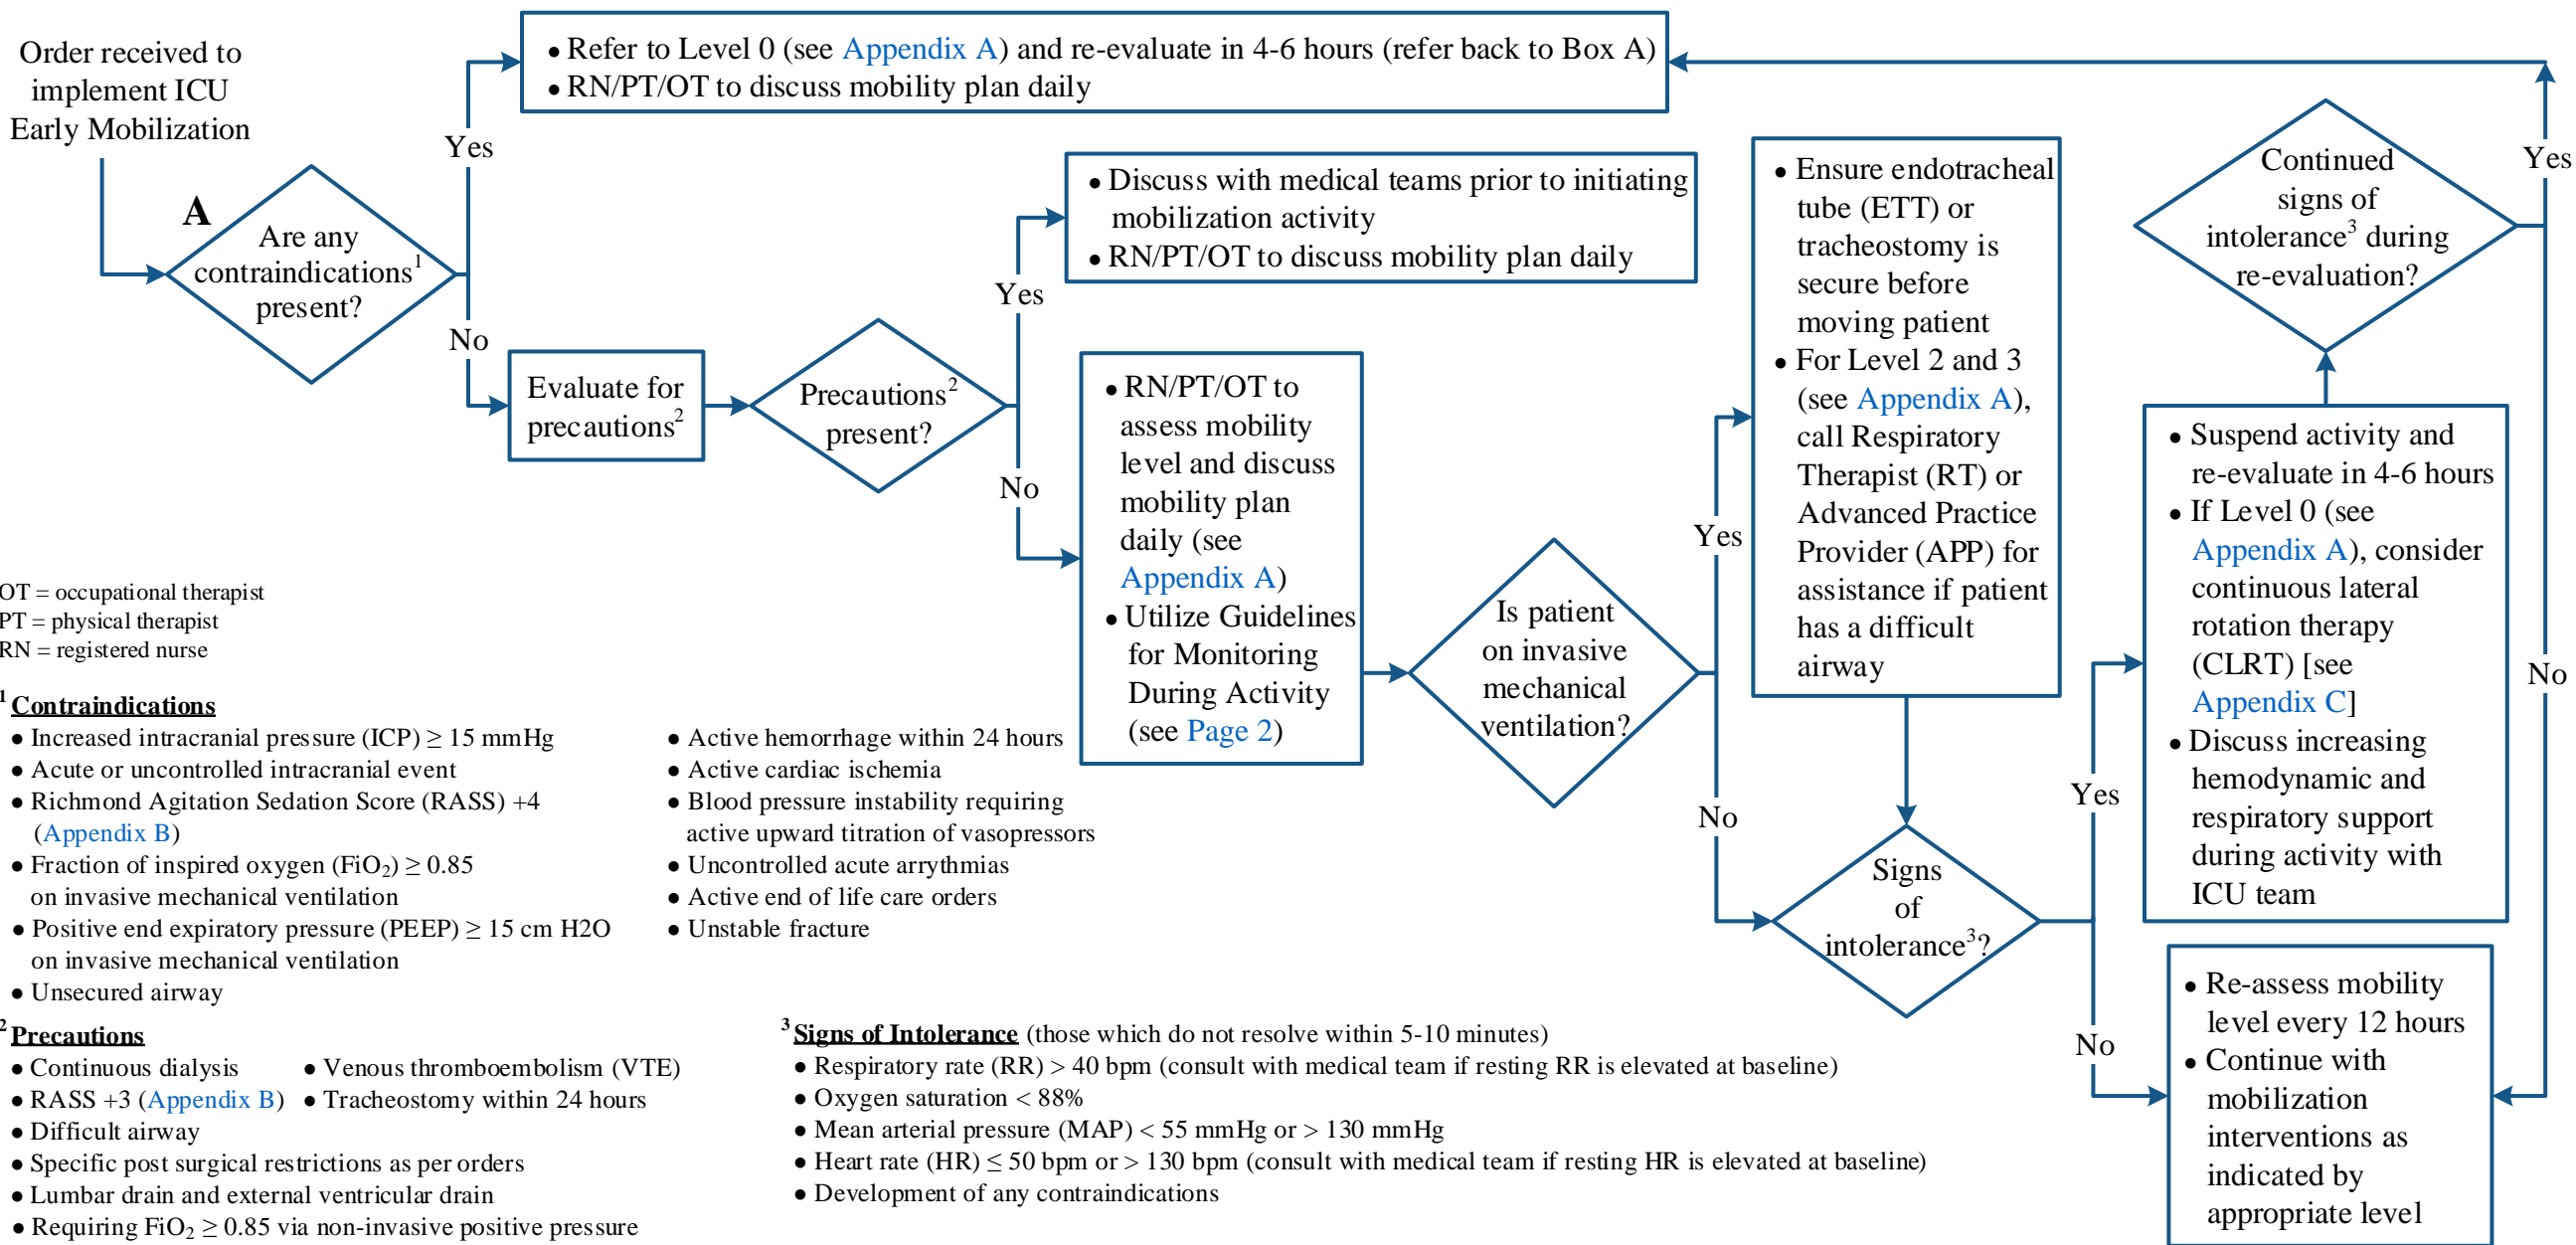 Order received to
implement ICU
Early Mobilization
A
Are any
contraindications¹
present?
Yes
No
● Refer to Level 0 (see Appendix A) and re-evaluate in 4-6 hours (refer back to Box A)
● RN/PT/OT to discuss mobility plan daily
Evaluate for
precautions²
Precautions²
present?
Yes
No
● Discuss with medical teams prior to initiating
mobilization activity
● RN/PT/OT to discuss mobility plan daily
● RN/PT/OT to
assess mobility
level and discuss
mobility plan
daily (see
Appendix A)
● Utilize Guidelines
for Monitoring
During Activity
(see Page 2)
Is patient
on invasive
mechanical
ventilation?
Yes
No
● Ensure endotracheal
tube (ETT) or
tracheostomy is
secure before
moving patient
● For Level 2 and 3
(see Appendix A),
call Respiratory
Therapist (RT) or
Advanced Practice
Provider (APP) for
assistance if patient
has a difficult
airway
Signs
of
intolerance³?
Yes
No
● Suspend activity and
re-evaluate in 4-6 hours
● If Level 0 (see
Appendix A), consider
continuous lateral
rotation therapy
(CLRT) [see
Appendix C]
● Discuss increasing
hemodynamic and
respiratory support
during activity with
ICU team
Continued
signs of
intolerance³ during
re-evaluation?
Yes
No
● Re-assess mobility
level every 12 hours
● Continue with
mobilization
interventions as
indicated by
appropriate level
OT = occupational therapist
PT = physical therapist
RN = registered nurse
¹ Contraindications
● Increased intracranial pressure (ICP) ≥ 15 mmHg
● Acute or uncontrolled intracranial event
● Richmond Agitation Sedation Score (RASS) +4
(Appendix B)
● Fraction of inspired oxygen (FiO₂) ≥ 0.85
on invasive mechanical ventilation
● Positive end expiratory pressure (PEEP) ≥ 15 cm H2O
on invasive mechanical ventilation
● Unsecured airway
● Active hemorrhage within 24 hours
● Active cardiac ischemia
● Blood pressure instability requiring
active upward titration of vasopressors
● Uncontrolled acute arrythmias
● Active end of life care orders
● Unstable fracture
² Precautions
● Continuous dialysis
● RASS +3 (Appendix B)
● Difficult airway
● Specific post surgical restrictions as per orders
● Lumbar drain and external ventricular drain
● Requiring FiO₂ ≥ 0.85 via non-invasive positive pressure
● Venous thromboembolism (VTE)
● Tracheostomy within 24 hours
³ Signs of Intolerance (those which do not resolve within 5-10 minutes)
● Respiratory rate (RR) > 40 bpm (consult with medical team if resting RR is elevated at baseline)
● Oxygen saturation < 88%
● Mean arterial pressure (MAP) < 55 mmHg or > 130 mmHg
● Heart rate (HR) ≤ 50 bpm or > 130 bpm (consult with medical team if resting HR is elevated at baseline)
● Development of any contraindications